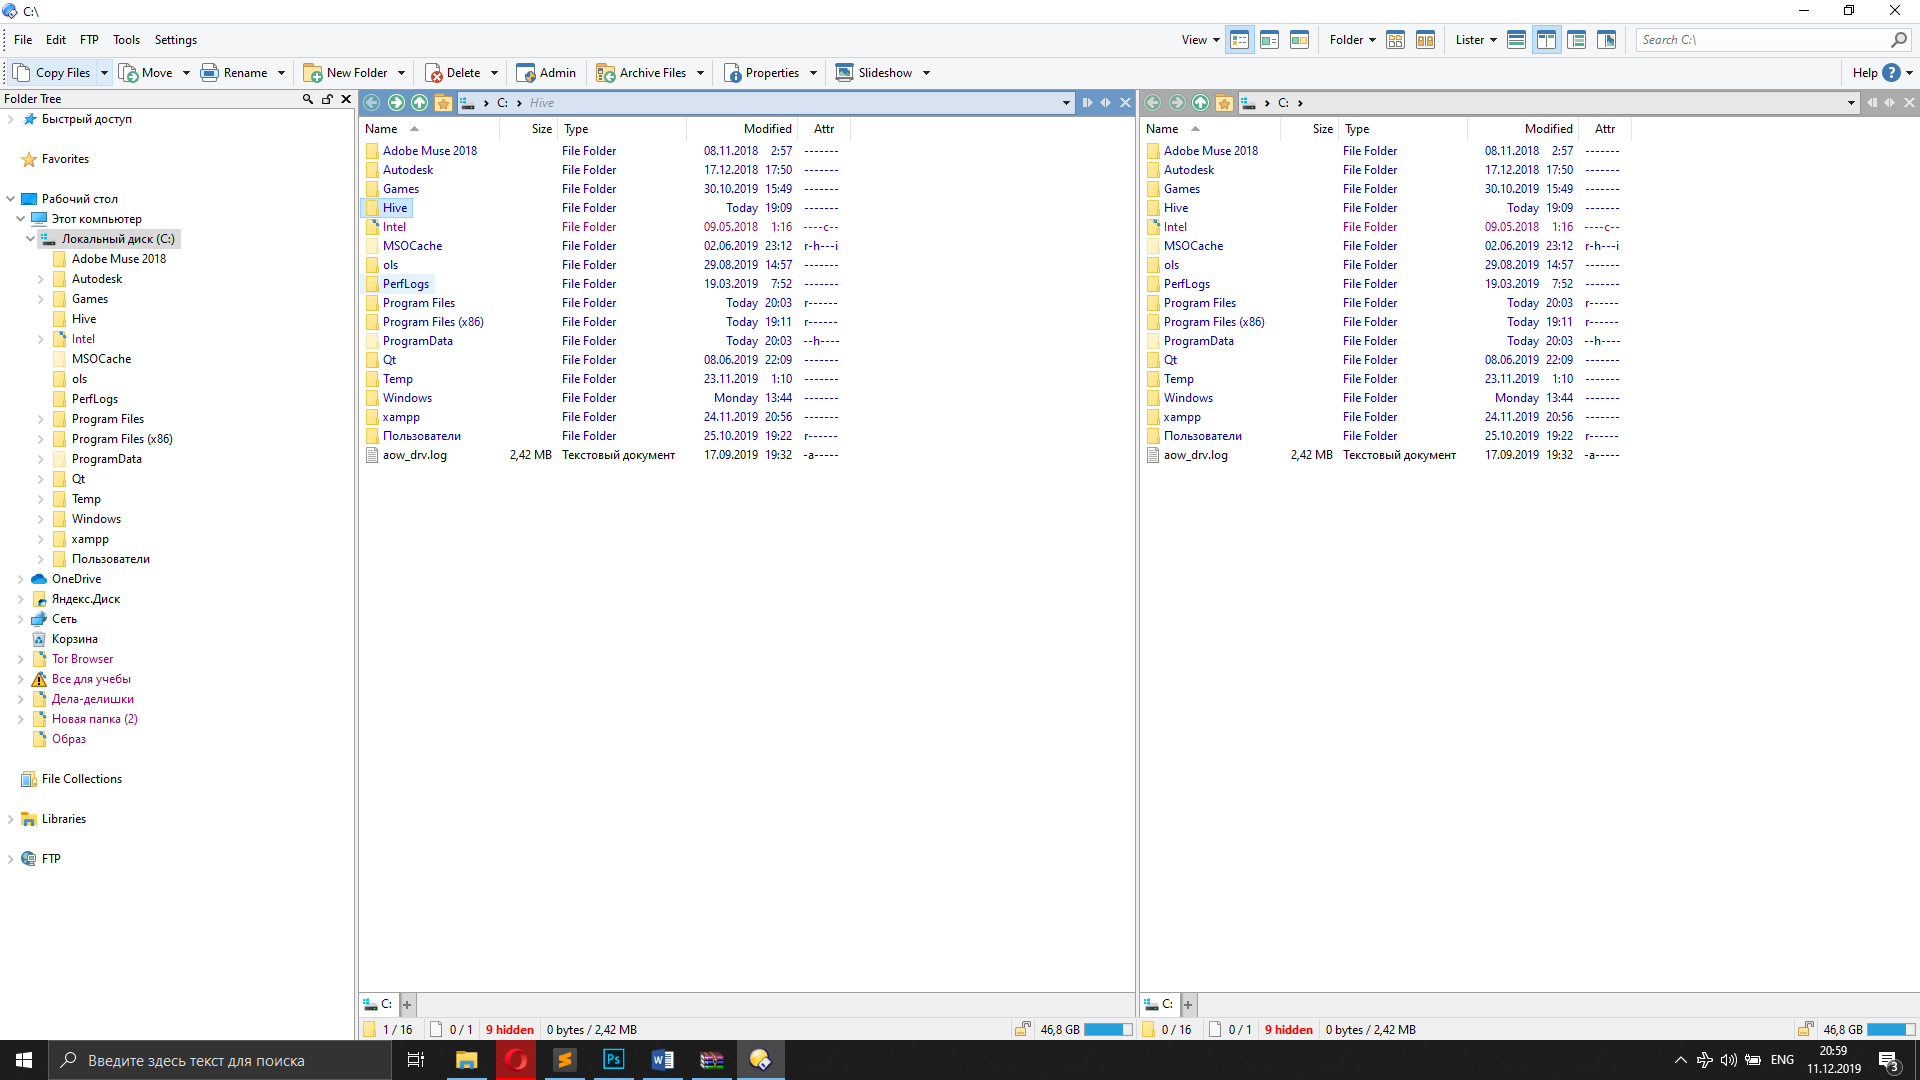 C:\
File Edit FTP Tools Settings View Folder Lister Search C:\
Copy Files Move Rename New Folder Delete Admin Archive Files Properties Slideshow Help
Folder Tree
Быстрый доступ
Favorites
Рабочий стол
Этот компьютер
Локальный диск (C:)
Adobe Muse 2018
Autodesk
Games
Hive
Intel
MSOCache
ols
PerfLogs
Program Files
Program Files (x86)
ProgramData
Qt
Temp
Windows
xampp
Пользователи
OneDrive
Яндекс.Диск
Сеть
Корзина
Tor Browser
Все для учебы
Дела-делишки
Новая папка (2)
Образ
File Collections
Libraries
FTP
C: Hive
Name Size Type Modified Attr
Adobe Muse 2018 File Folder 08.11.2018 2:57 -------
Autodesk File Folder 17.12.2018 17:50 -------
Games File Folder 30.10.2019 15:49 -------
Hive File Folder Today 19:09 -------
Intel File Folder 09.05.2018 1:16 ----c--
MSOCache File Folder 02.06.2019 23:12 r-h---i
ols File Folder 29.08.2019 14:57 -------
PerfLogs File Folder 19.03.2019 7:52 -------
Program Files File Folder Today 20:03 r------
Program Files (x86) File Folder Today 19:11 r------
ProgramData File Folder Today 20:03 --h----
Qt File Folder 08.06.2019 22:09 -------
Temp File Folder 23.11.2019 1:10 -------
Windows File Folder Monday 13:44 -------
xampp File Folder 24.11.2019 20:56 -------
Пользователи File Folder 25.10.2019 19:22 r------
aow_drv.log 2,42 MB Текстовый документ 17.09.2019 19:32 -a-----
C: +
1 / 16 0 / 1 9 hidden 0 bytes / 2,42 MB 46,8 GB
C:
Name Size Type Modified Attr
Adobe Muse 2018 File Folder 08.11.2018 2:57 -------
Autodesk File Folder 17.12.2018 17:50 -------
Games File Folder 30.10.2019 15:49 -------
Hive File Folder Today 19:09 -------
Intel File Folder 09.05.2018 1:16 ----c--
MSOCache File Folder 02.06.2019 23:12 r-h---i
ols File Folder 29.08.2019 14:57 -------
PerfLogs File Folder 19.03.2019 7:52 -------
Program Files File Folder Today 20:03 r------
Program Files (x86) File Folder Today 19:11 r------
ProgramData File Folder Today 20:03 --h----
Qt File Folder 08.06.2019 22:09 -------
Temp File Folder 23.11.2019 1:10 -------
Windows File Folder Monday 13:44 -------
xampp File Folder 24.11.2019 20:56 -------
Пользователи File Folder 25.10.2019 19:22 r------
aow_drv.log 2,42 MB Текстовый документ 17.09.2019 19:32 -a-----
C: +
0 / 16 0 / 1 9 hidden 0 bytes / 2,42 MB 46,8 GB
Введите здесь текст для поиска Ps ENG 20:59
11.12.2019 3